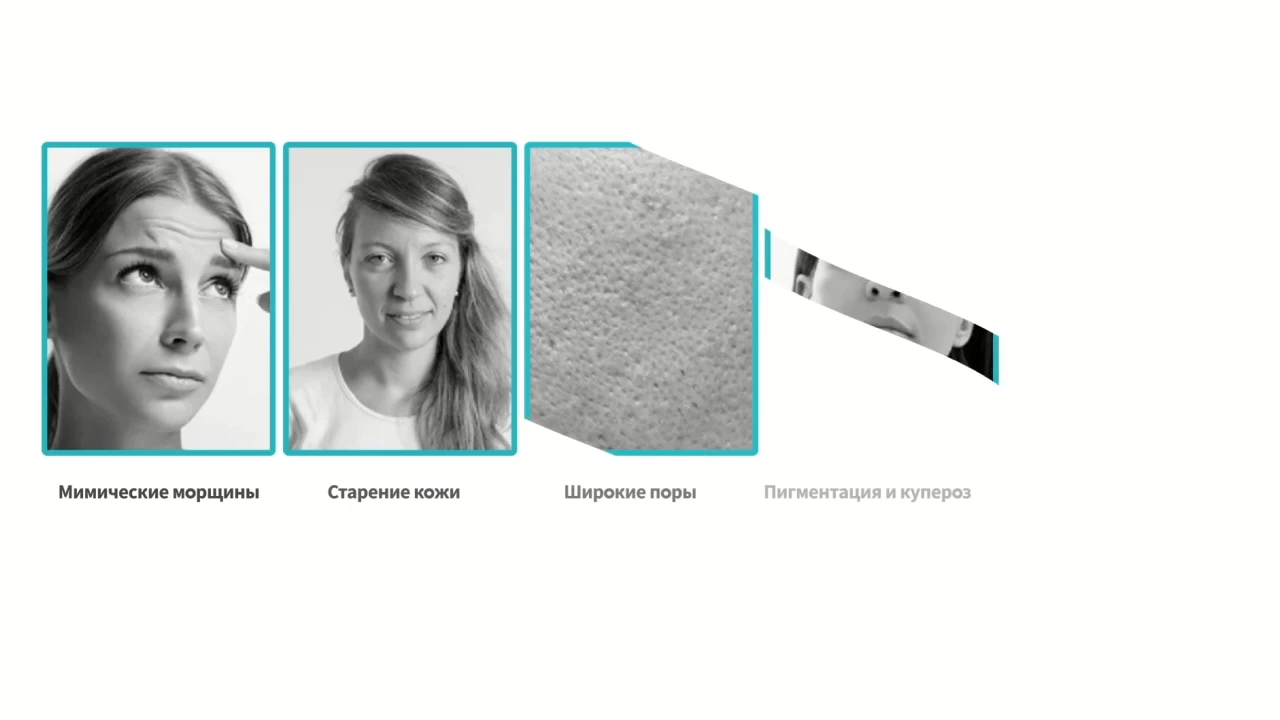 Мимические морщины
Старение кожи
Широкие поры
Пигментация и купероз